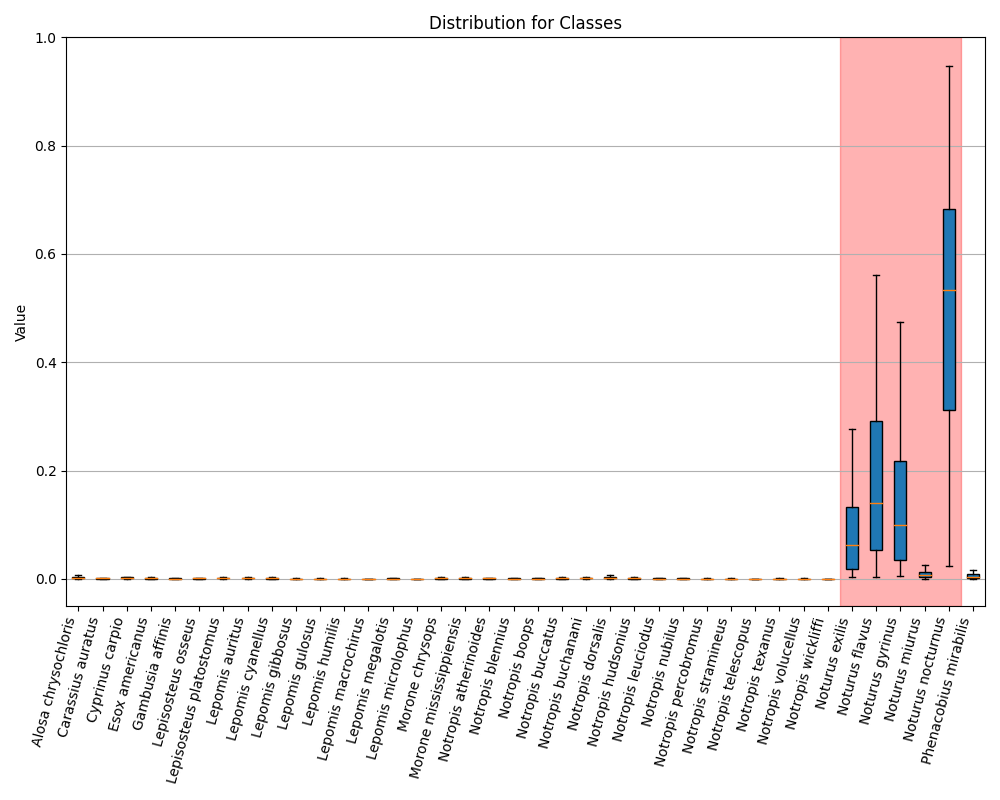 Distribution for Classes
Value
1.0
0.8
0.6
0.4
0.2
0.0
Alosa chrysochloris
Carassius auratus
Cyprinus carpio
Esox americanus
Gambusia affinis
Lepisosteus osseus
Lepisosteus platostomus
Lepomis auritus
Lepomis cyanellus
Lepomis gibbosus
Lepomis gulosus
Lepomis humilis
Lepomis macrochirus
Lepomis megalotis
Lepomis microlophus
Morone chrysops
Morone mississippiensis
Notropis atherinoides
Notropis blennius
Notropis boops
Notropis buccatus
Notropis buchanani
Notropis dorsalis
Notropis hudsonius
Notropis leuciodus
Notropis nubilus
Notropis percobromus
Notropis stramineus
Notropis telescopus
Notropis texanus
Notropis volucellus
Notropis wickliffi
Noturus exilis
Noturus flavus
Noturus gyrinus
Noturus miurus
Noturus nocturnus
Phenacobius mirabilis